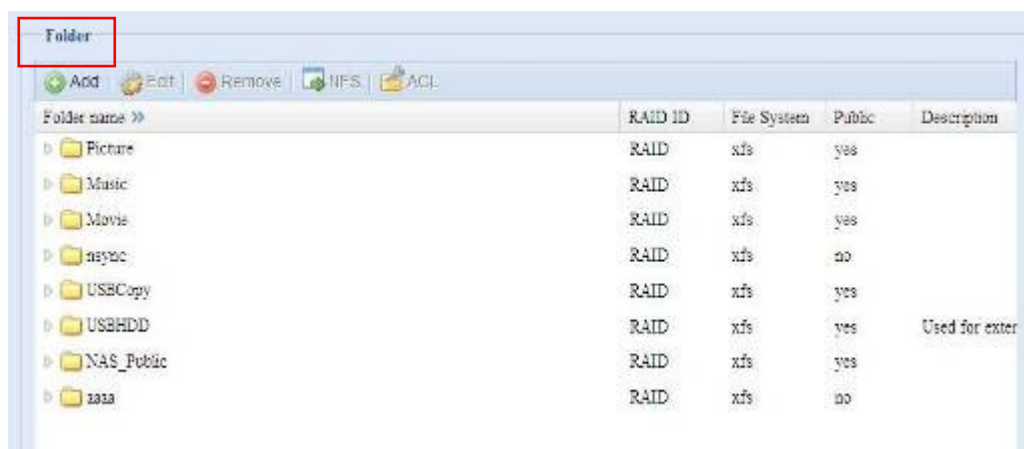 Folder
Add Edit Remove NFS ACL
Folder name RAID ID File System Public Description
Picture RAID xfs yes
Music RAID xfs yes
Movie RAID xfs yes
nsync RAID xfs no
USBCopy RAID xfs yes
USBHDD RAID xfs yes Used for exter
NAS_Public RAID xfs yes
aaaa RAID xfs no